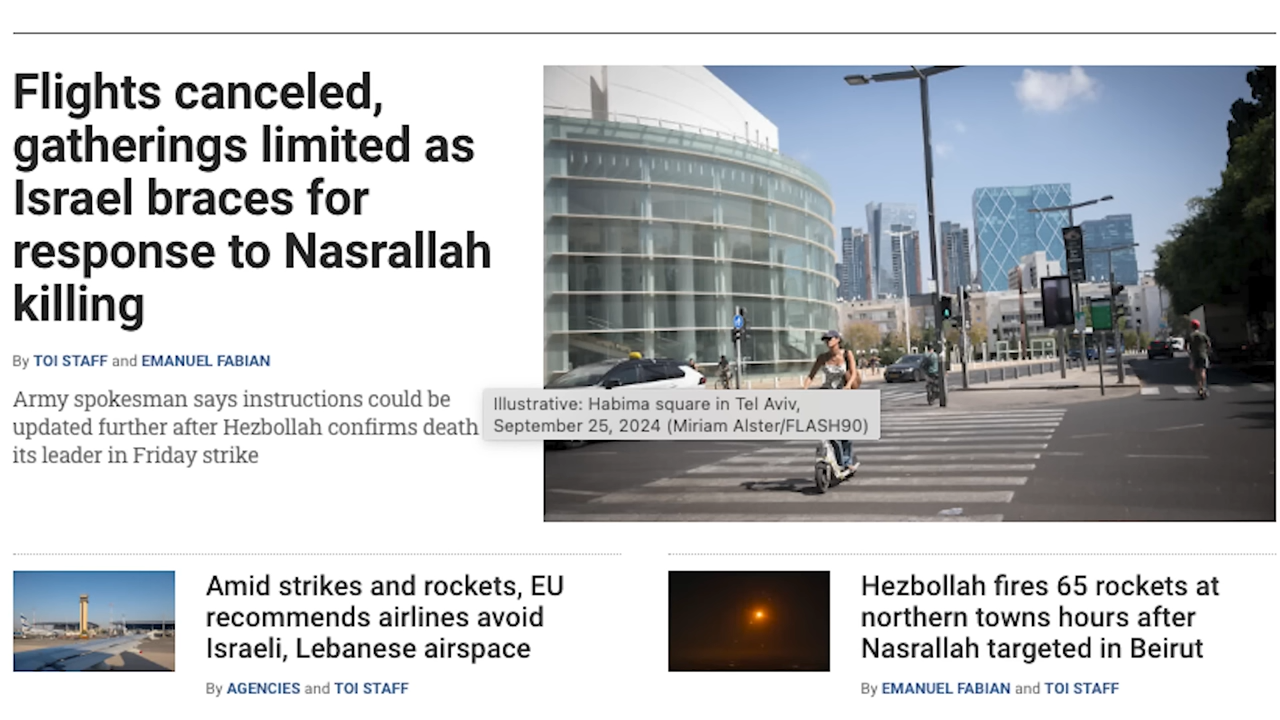 Flights canceled,
gatherings limited as
Israel braces for
response to Nasrallah
killing
By TOI STAFF and EMANUEL FABIAN
Army spokesman says instructions could be
updated further after Hezbollah confirms death
its leader in Friday strike
Illustrative: Habima square in Tel Aviv,
September 25, 2024 (Miriam Alster/FLASH90)
Amid strikes and rockets, EU
recommends airlines avoid
Israeli, Lebanese airspace
By AGENCIES and TOI STAFF
Hezbollah fires 65 rockets at
northern towns hours after
Nasrallah targeted in Beirut
By EMANUEL FABIAN and TOI STAFF